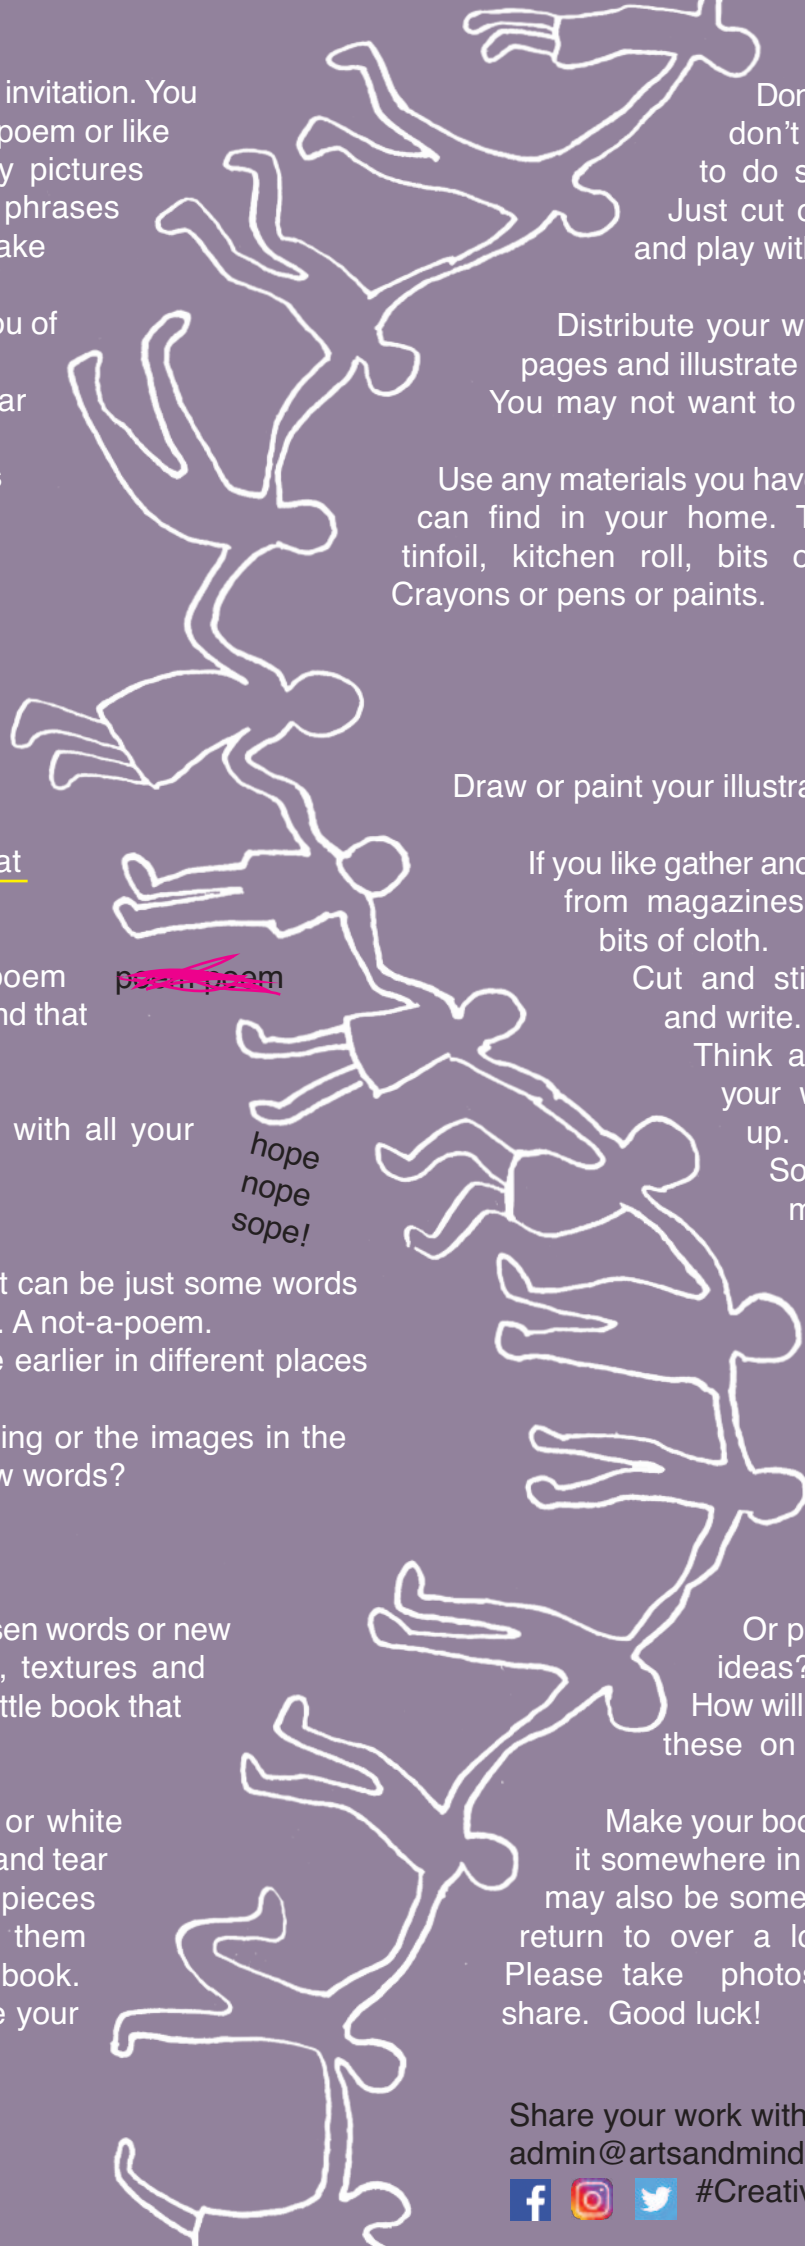 invitation. You
poem or like
y pictures
phrases
ake
ou of
ar
s
at
poem
nd that
poem poem
with all your
hope
nope
sope!
t can be just some words
. A not-a-poem.
e earlier in different places
ing or the images in the
w words?
sen words or new
, textures and
ttle book that
or white
and tear
pieces
them
book.
e your
Don
don't
to do s
Just cut o
and play with
Distribute your w
pages and illustrate
You may not want to
Use any materials you have
can find in your home. T
tinfoil, kitchen roll, bits o
Crayons or pens or paints.
Draw or paint your illustra
If you like gather and
from magazines
bits of cloth.
Cut and sti
and write.
Think a
your w
up.
So
m
Or p
ideas?
How will
these on
Make your boo
it somewhere in
may also be some
return to over a lo
Please take photos
share. Good luck!
Share your work with
admin@artsandmind
#Creativ